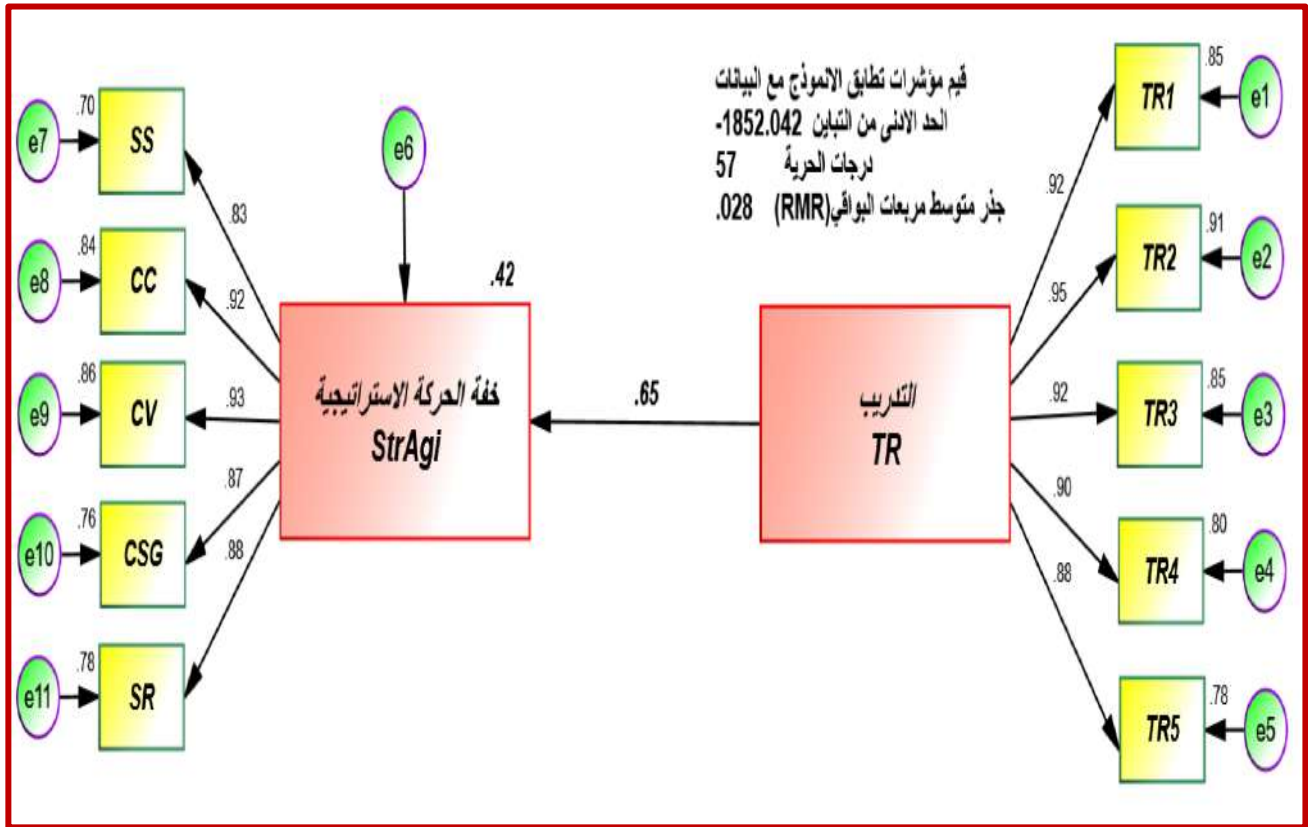 قيم مؤشرات تطابق الانموذج مع البيانات
الحد الادنى من التباين 1852.042-
درجات الحرية 57
جذر متوسط مربعات البواقي(RMR) .028
.70
e7
SS
.83
.84
e8
CC
.92
.86
e9
CV
.93
.76
e10
CSG
.87
.78
e11
SR
.88
e6
.42
خفة الحركة الاستراتيجية
StrAgi
.65
التدريب
TR
.92
TR1
.85
e1
.95
TR2
.91
e2
.92
TR3
.85
e3
.90
TR4
.80
e4
.88
TR5
.78
e5